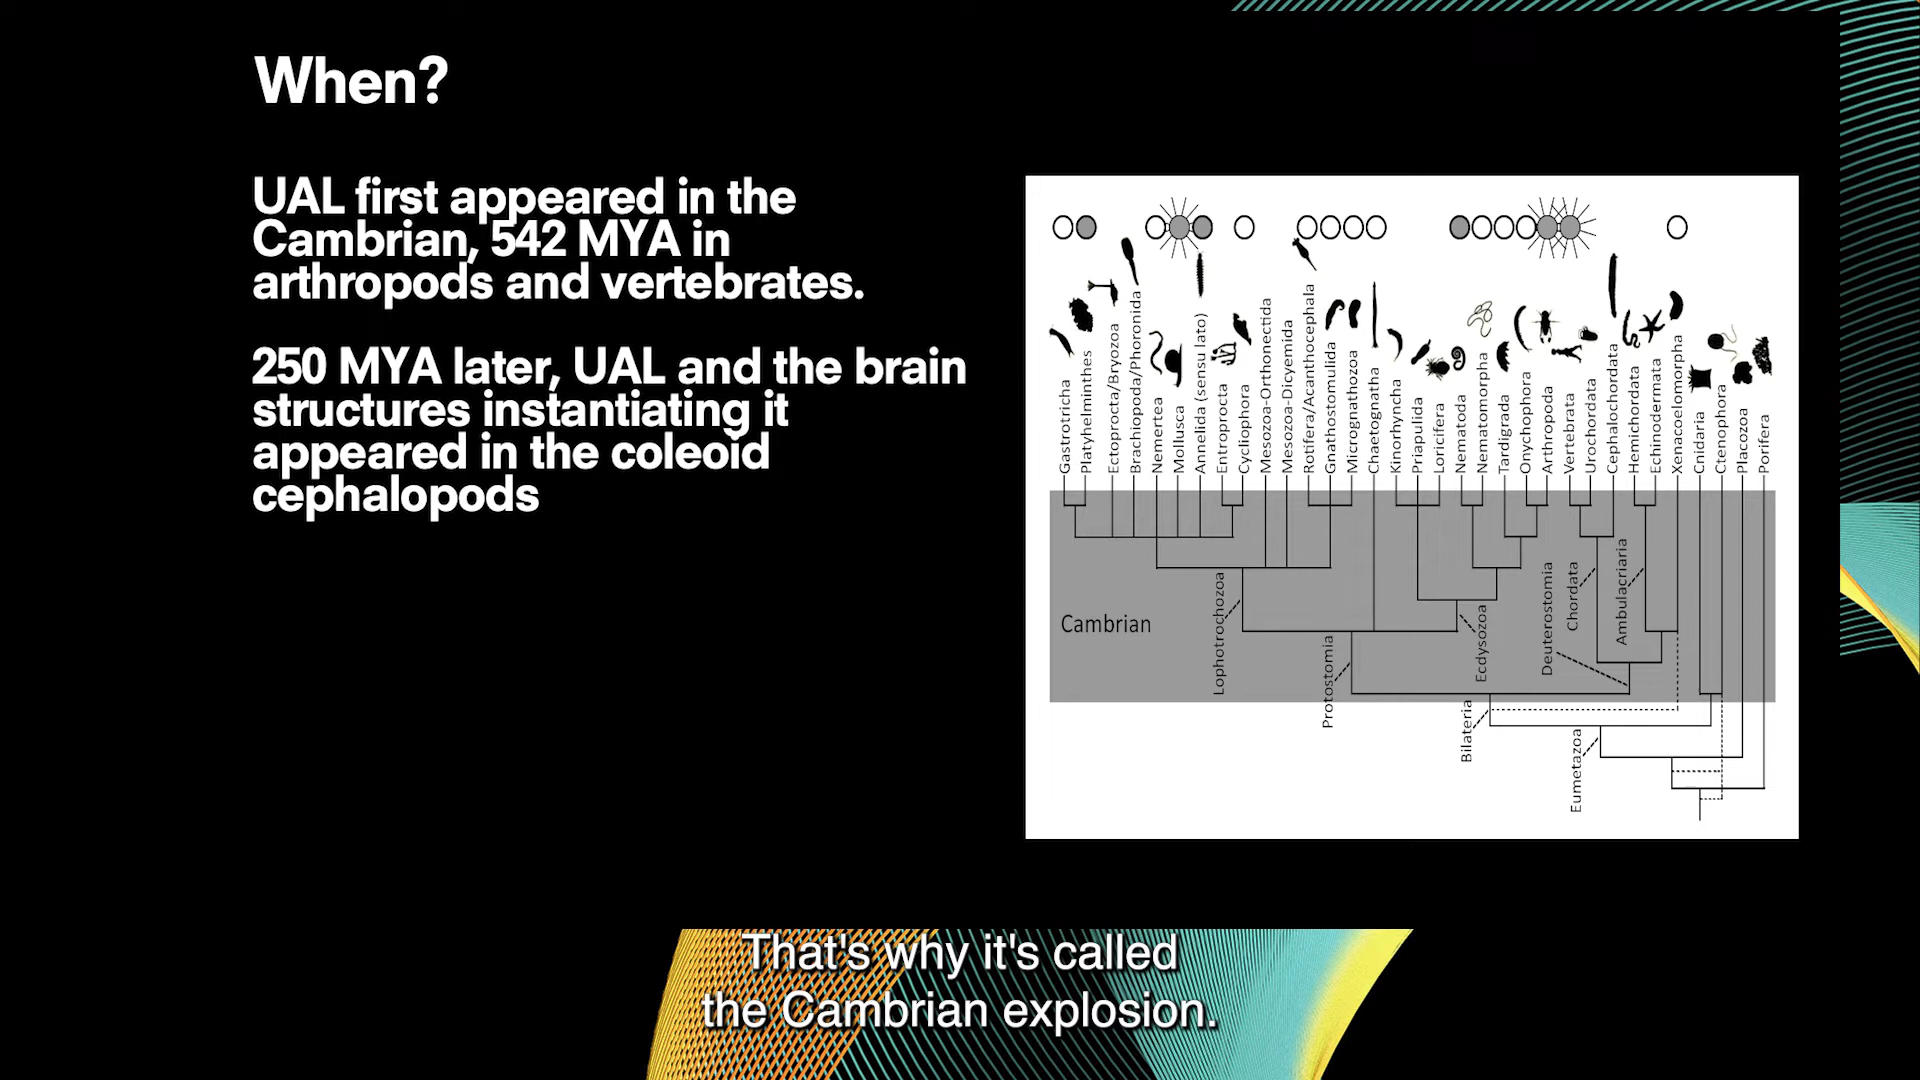 When?
UAL first appeared in the
Cambrian, 542 MYA in
arthropods and vertebrates.
250 MYA later, UAL and the brain
structures instantiating it
appeared in the coleoid
cephalopods
Gastrotricha
Platyhelminthes
Ectoprocta/Bryozoa
Brachiopoda/Phoronida
Nemertea
Mollusca
Annelida (sensu lato)
Entroprocta
Cycliophora
Mesozoa-Orthonectida
Mesozoa-Dicyemida
Rotifera/Acanthocephala
Gnathostomulida
Micrognathozoa
Chaetognatha
Kinorhyncha
Priapulida
Loricifera
Nematoda
Nematomorpha
Tardigrada
Onychophora
Arthropoda
Vertebrata
Urochordata
Cephalochordata
Hemichordata
Echinodermata
Xenacoelomorpha
Cnidaria
Ctenophora
Placozoa
Porifera
Cambrian
Lophotrochozoa
Protostomia
Ecdysozoa
Bilateria
Deuterostomia
Chordata
Ambulacriaria
Eumetazoa
That's why it's called
the Cambrian explosion.